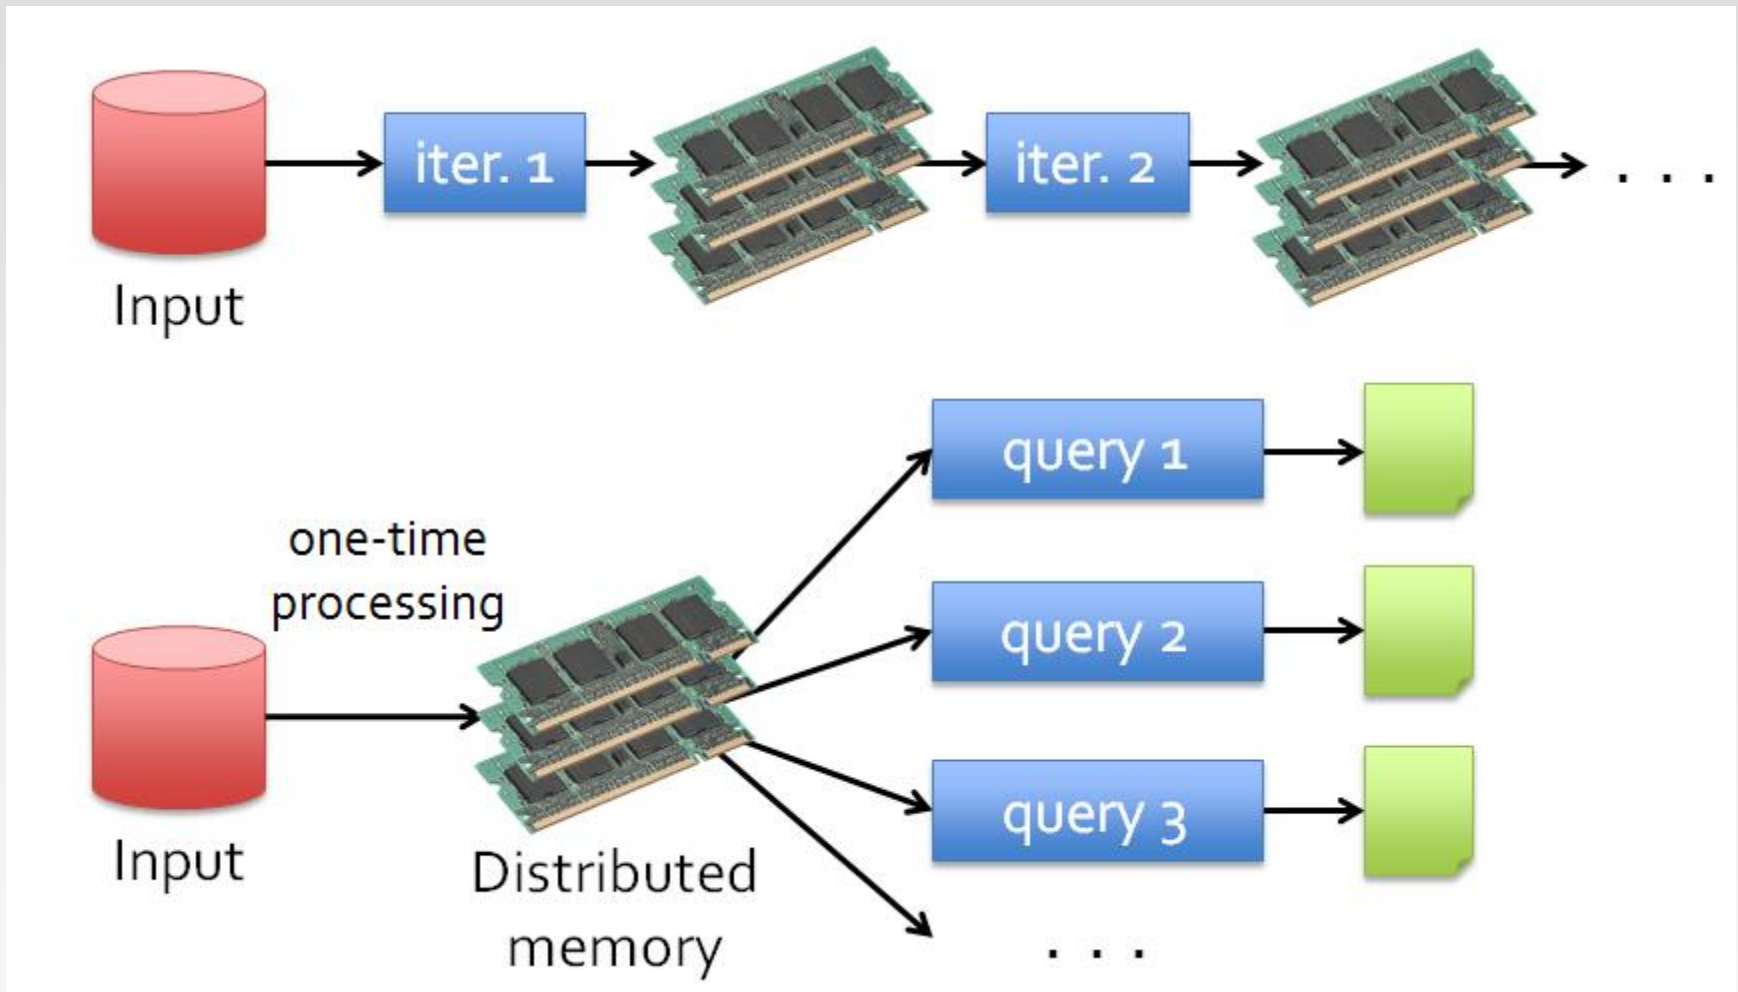 iter. 1
iter. 2
. . .
Input
query 1
one-time
processing
query 2
query 3
Input
Distributed
memory
. . .